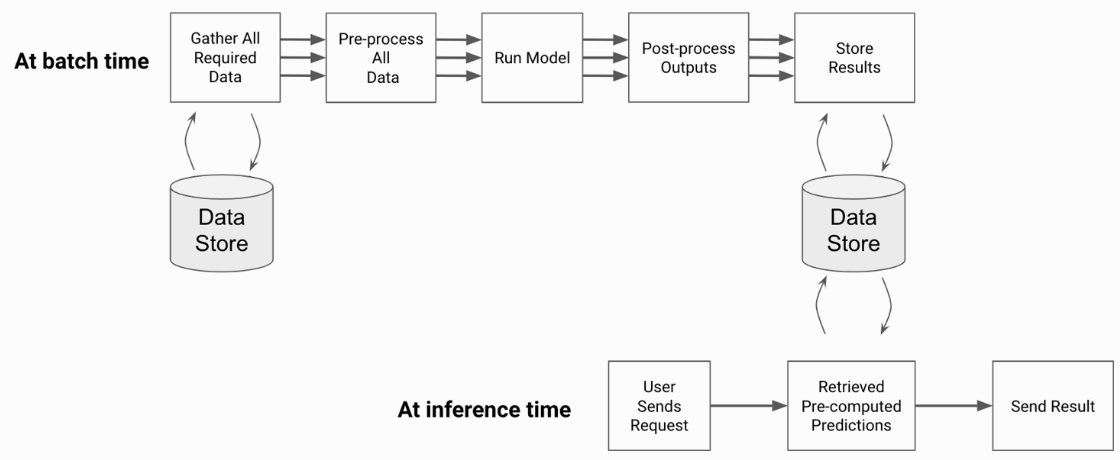 At batch time
Gather All
Required
Data
Pre-process
All
Data
Run Model
Post-process
Outputs
Store
Results
Data
Store
Data
Store
At inference time
User
Sends
Request
Retrieved
Pre-computed
Predictions
Send Result